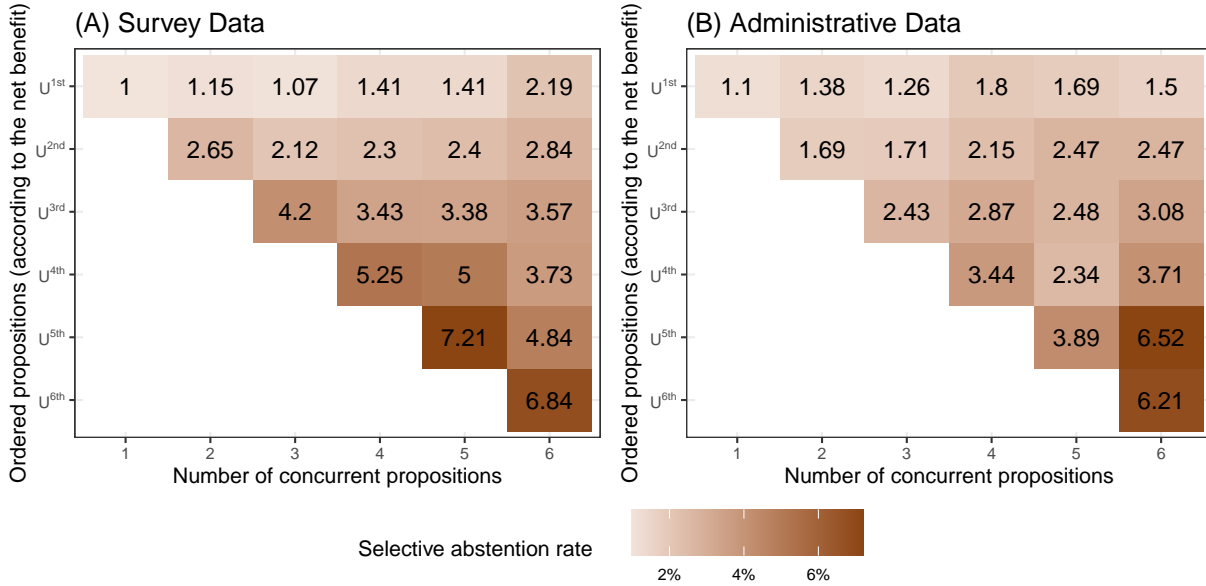 (A) Survey Data
(B) Administrative Data
Ordered propositions (according to the net benefit)
U1st 1 1.15 1.07 1.41 1.41 2.19
U2nd 2.65 2.12 2.3 2.4 2.84
U3rd 4.2 3.43 3.38 3.57
U4th 5.25 5 3.73
U5th 7.21 4.84
U6th 6.84
1 2 3 4 5 6
Number of concurrent propositions
Ordered propositions (according to the net benefit)
U1st 1.1 1.38 1.26 1.8 1.69 1.5
U2nd 1.69 1.71 2.15 2.47 2.47
U3rd 2.43 2.87 2.48 3.08
U4th 3.44 2.34 3.71
U5th 3.89 6.52
U6th 6.21
1 2 3 4 5 6
Number of concurrent propositions
Selective abstention rate
2% 4% 6%